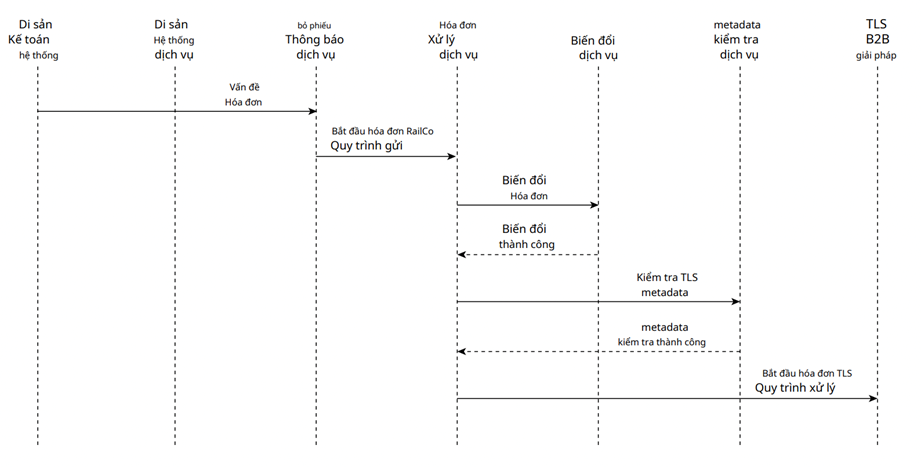 Di sản
Kế toán
hệ thống
Di sản
Hệ thống
dịch vụ
bỏ phiếu
Thông báo
dịch vụ
Hóa đơn
Xử lý
dịch vụ
Biến đổi
dịch vụ
metadata
kiểm tra
dịch vụ
TLS
B2B
giải pháp
Vấn đề
Hóa đơn
Bắt đầu hóa đơn RailCo
Quy trình gửi
Biến đổi
Hóa đơn
Biến đổi
thành công
Kiểm tra TLS
metadata
metadata
kiểm tra thành công
Bắt đầu hóa đơn TLS
Quy trình xử lý